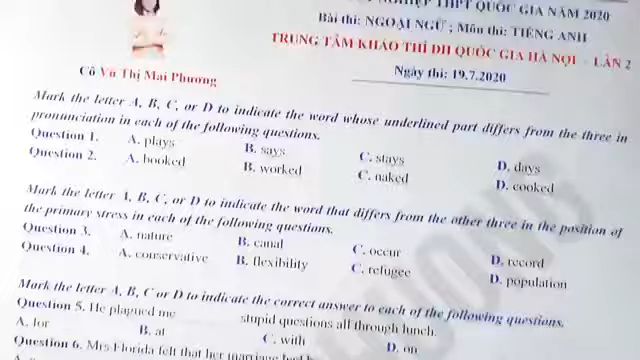 NGHIỆP THPT QUỐC GIA NĂM 2020
Bài thi: NGOẠI NGỮ ; Môn thi: TIẾNG ANH
TRUNG TÂM KHẢO THÍ ĐH QUỐC GIA HÀ NỘI - LẦN 2
Cô Vũ Thị Mai Phương
Ngày thi: 19.7.2020
Mark the letter A, B, C, or D to indicate the word whose underlined part differs from the three in
pronunciation in each of the following questions.
Question 1. A. plays B. says C. stays D. days
Question 2. A. booked B. worked C. naked D. cooked
Mark the letter A, B, C, or D to indicate the word that differs from the other three in the position of
the primary stress in each of the following questions.
Question 3. A. nature B. canal C. occur D. record
Question 4. A. conservative B. flexibility C. refugee D. population
Mark the letter A, B, C or D to indicate the correct answer to each of the following questions.
Question 5. He plagued me stupid questions all through lunch.
A. for B. at C. with D. on
Question 6. Mrs Florida felt that her marriage had